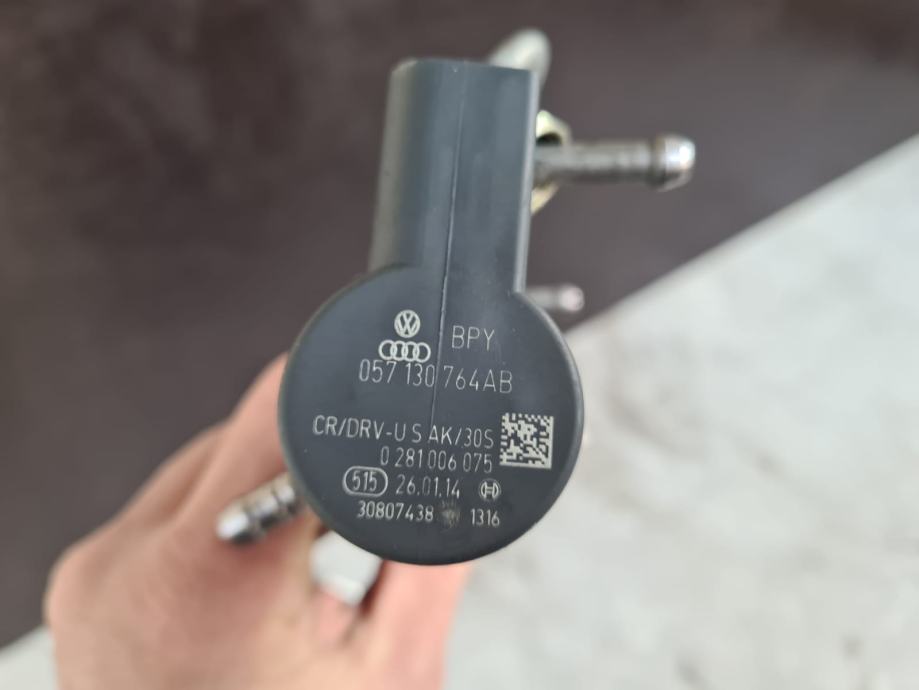 BPY
057 130 764AB
CR/DRV-U S AK/30S
0 281 006 075
515 26.01.14
30807438 1316